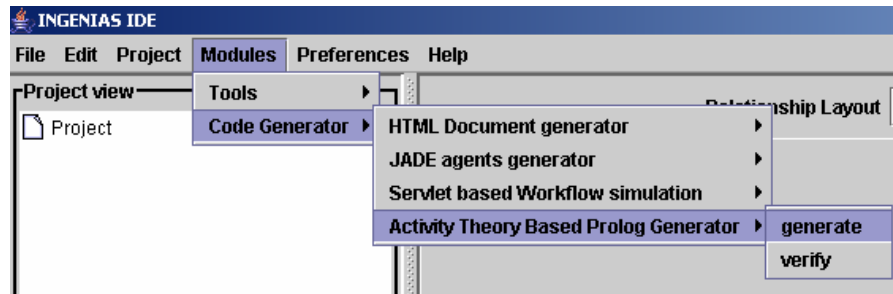 INGENIAS IDE
File Edit Project Modules Preferences Help
Project view
Project
Tools
Code Generator
HTML Document generator
JADE agents generator
Servlet based Workflow simulation
Activity Theory Based Prolog Generator
generate
verify
Layout